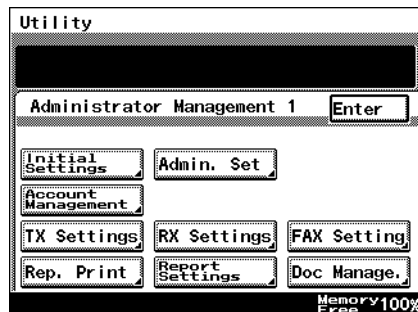 Utility
Administrator Management 1 Enter
Initial Settings Admin. Set
Account Management
TX Settings RX Settings FAX Setting
Rep. Print Report Settings Doc Manage.
Memory Free 100%